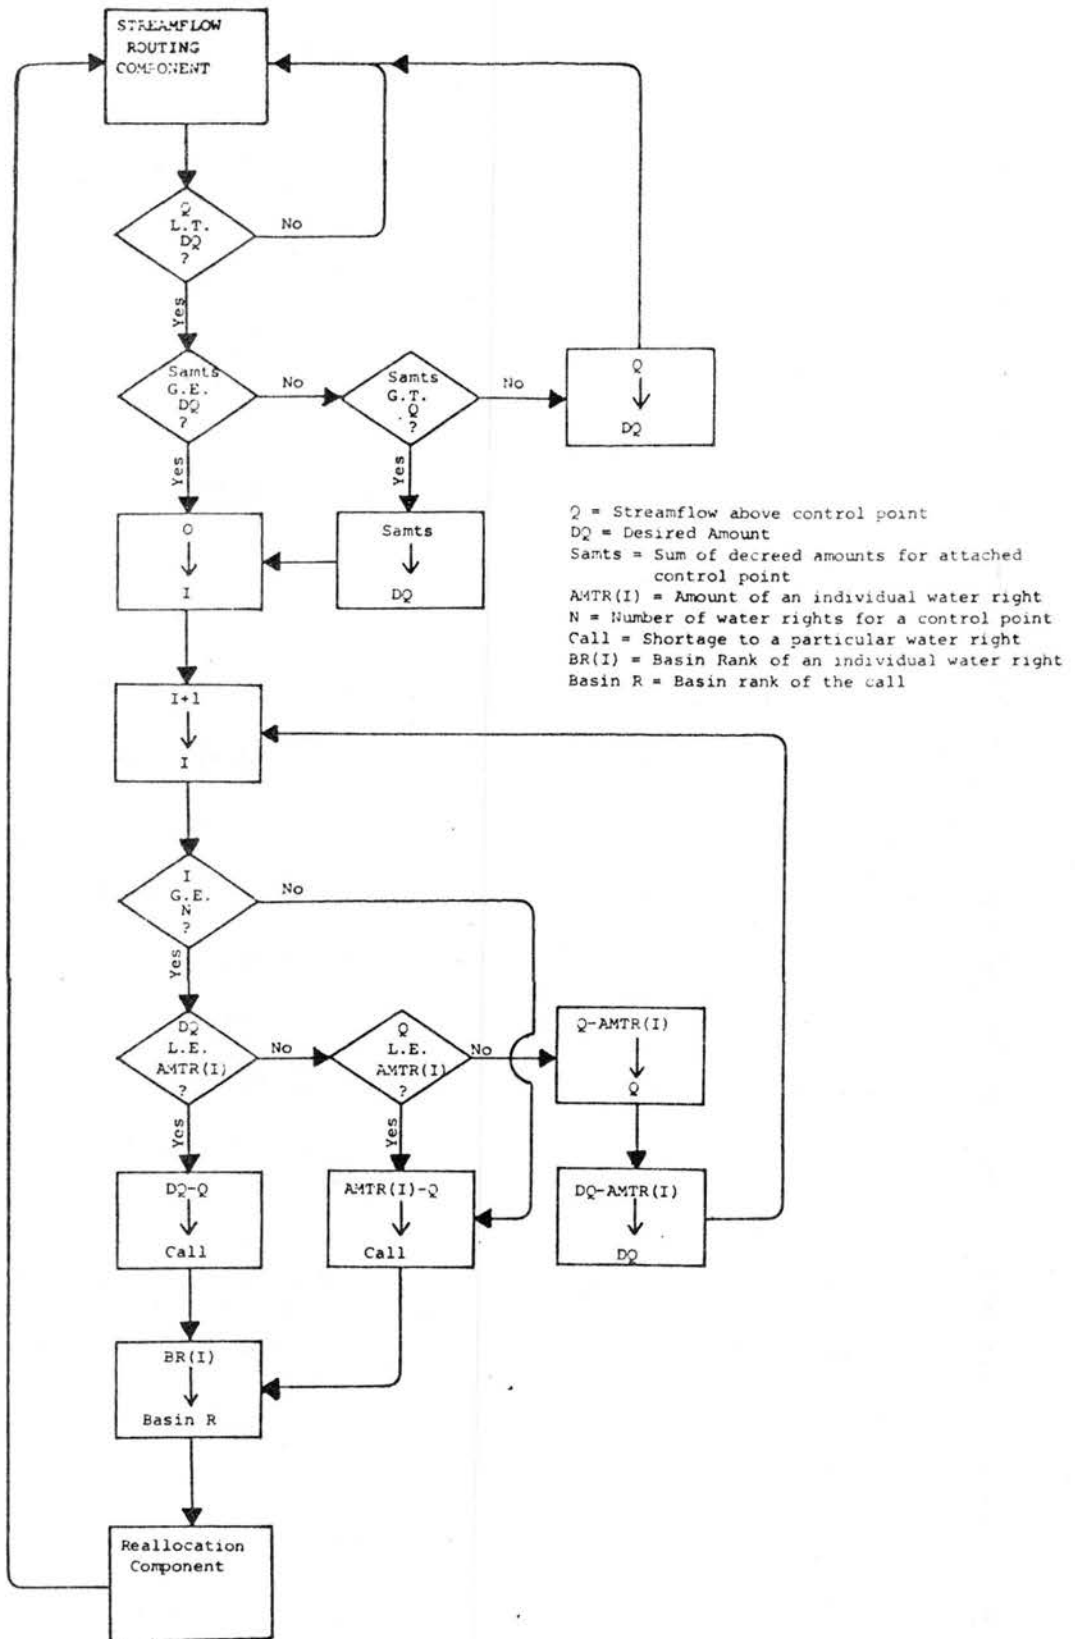 STREAMFLOW
ROUTING
COMPONENT
Q
L.T.
DQ
?
No
Yes
Samts
G.E.
DQ
?
No
Samts
G.T.
Q
?
No
Q
DQ
Yes
Yes
O
I
Samts
DQ
Q = Streamflow above control point
DQ = Desired Amount
Samts = Sum of decreed amounts for attached
control point
AMTR(I) = Amount of an individual water right
N = Number of water rights for a control point
Call = Shortage to a particular water right
BR(I) = Basin Rank of an individual water right
Basin R = Basin rank of the call
I+1
I
I
G.E.
N
?
No
Yes
DQ
L.E.
AMTR(I)
?
No
Q
L.E.
AMTR(I)
?
No
Q-AMTR(I)
Q
Yes
Yes
DQ-Q
Call
AMTR(I)-Q
Call
DQ-AMTR(I)
DQ
BR(I)
Basin R
Reallocation
Component